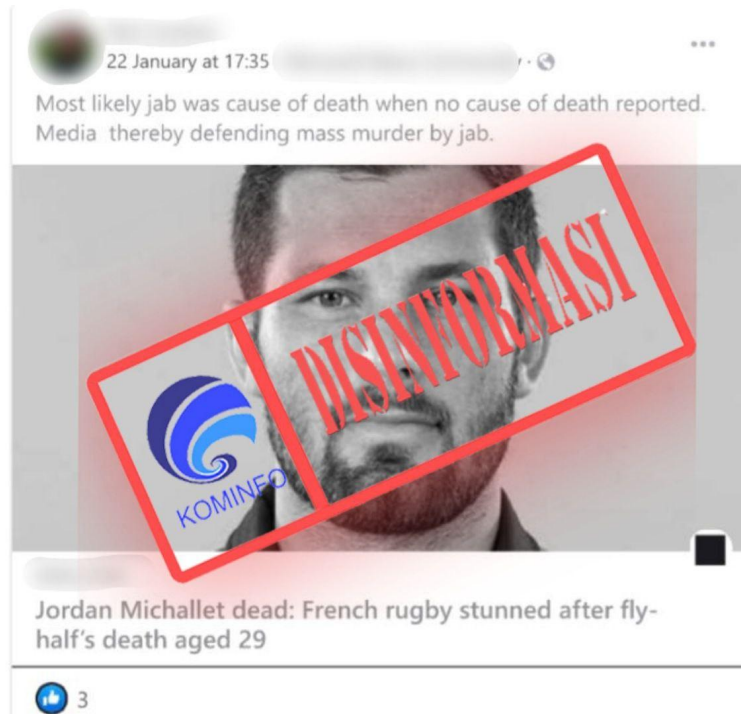 22 January at 17:35
Most likely jab was cause of death when no cause of death reported.
Media thereby defending mass murder by jab.
DISINFORMASI
KOMINFO
Jordan Michallet dead: French rugby stunned after fly-
half's death aged 29
3